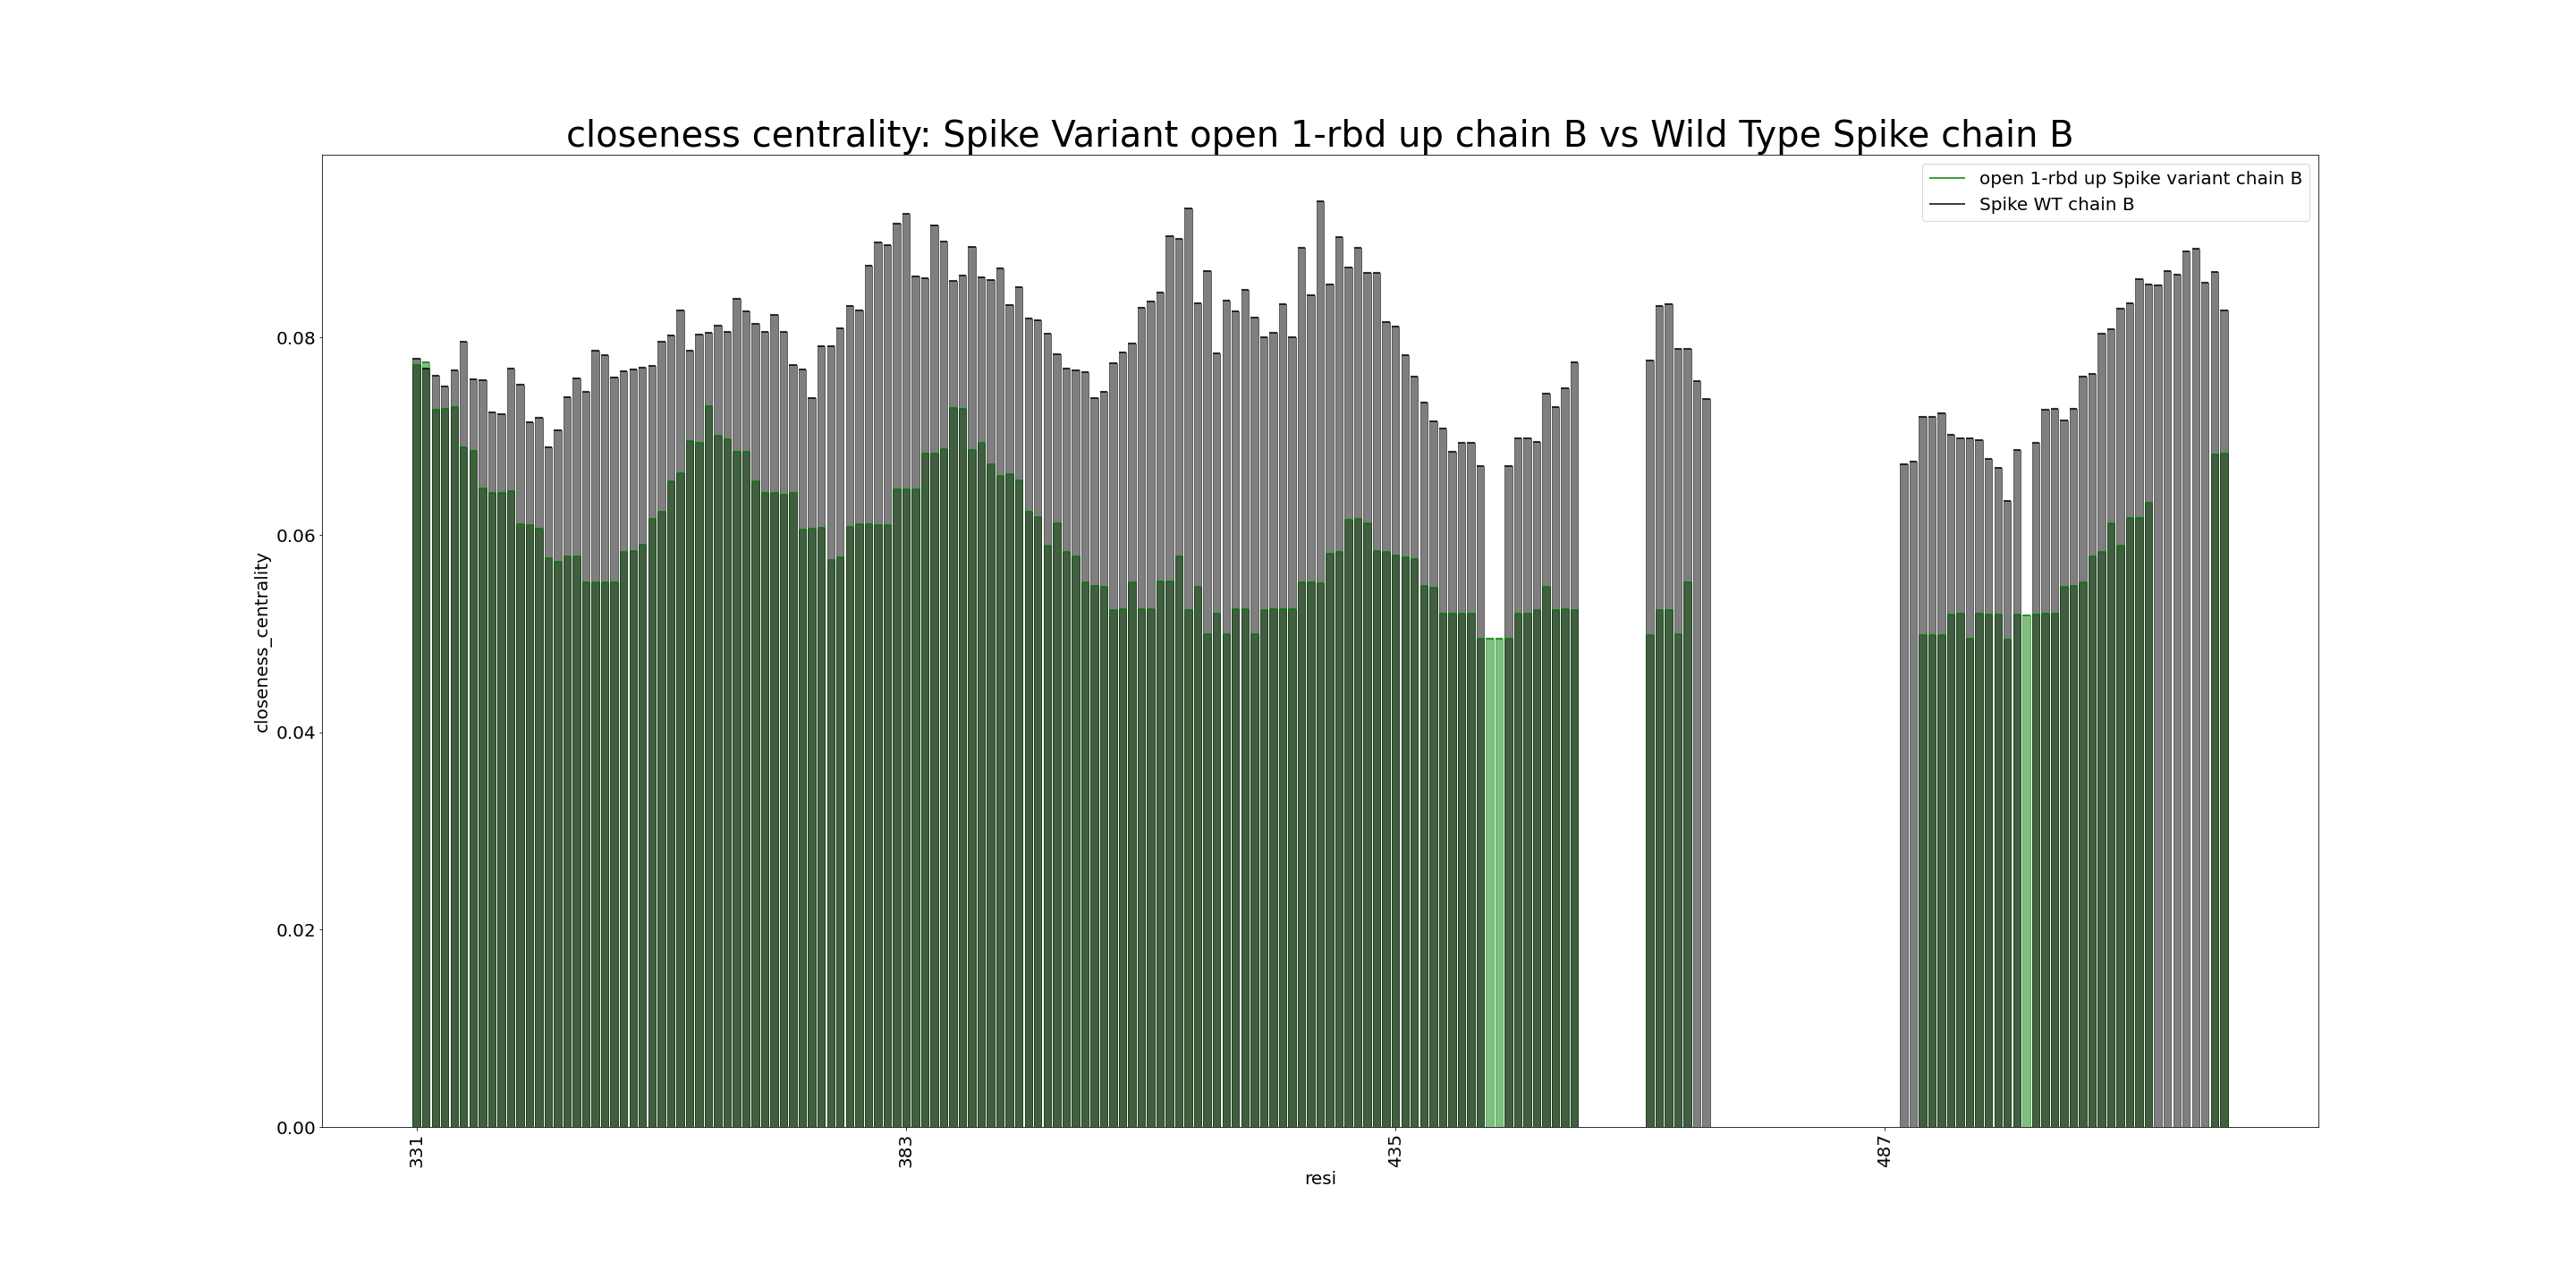 closeness centrality: Spike Variant open 1-rbd up chain B vs Wild Type Spike chain B
open 1-rbd up Spike variant chain B
Spike WT chain B
closeness_centrality
0.08
0.06
0.04
0.02
0.00
331
383
435
487
resi